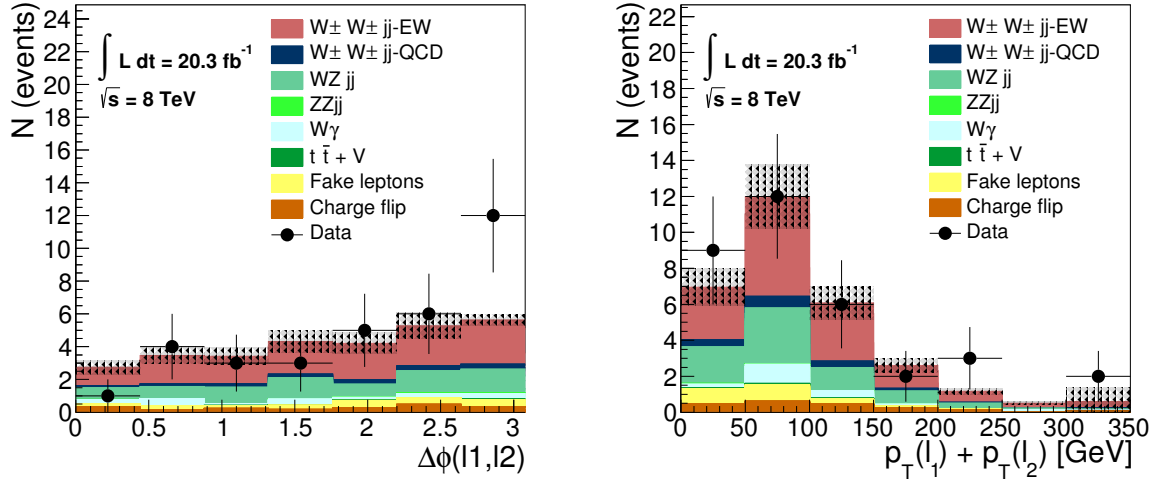 N (events)
24
22
20
18
16
14
12
10
8
6
4
2
0
∫ L dt = 20.3 fb⁻¹
√s = 8 TeV
W± W± jj-EW
W± W± jj-QCD
WZ jj
ZZjj
Wγ
t t̄ + V
Fake leptons
Charge flip
Data
0 0.5 1 1.5 2 2.5 3
Δϕ(l1,l2)
N (events)
22
20
18
16
14
12
10
8
6
4
2
0
∫ L dt = 20.3 fb⁻¹
√s = 8 TeV
W± W± jj-EW
W± W± jj-QCD
WZ jj
ZZjj
Wγ
t t̄ + V
Fake leptons
Charge flip
Data
0 50 100 150 200 250 300 350
p_T(l_1) + p_T(l_2) [GeV]